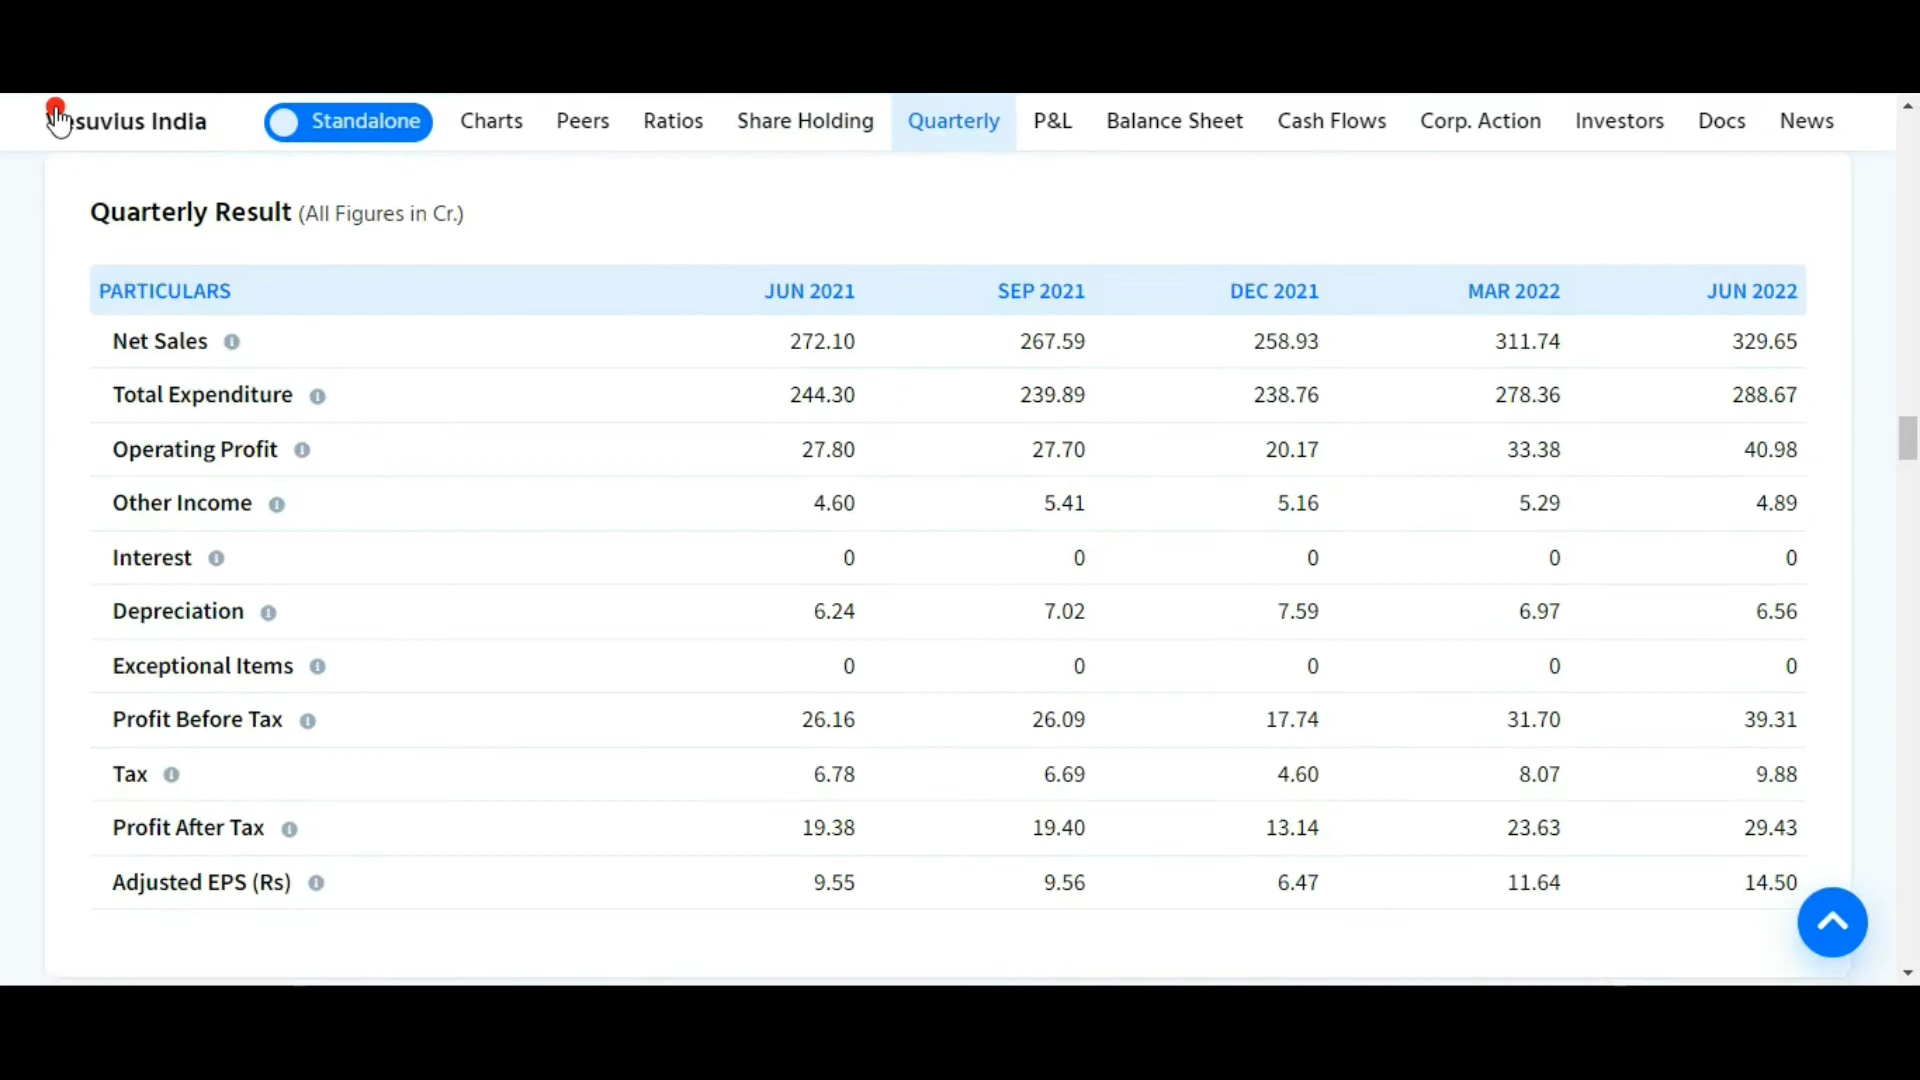 suvius India Standalone Charts Peers Ratios Share Holding Quarterly P&L Balance Sheet Cash Flows Corp. Action Investors Docs News
Quarterly Result (All Figures in Cr.)
PARTICULARS JUN 2021 SEP 2021 DEC 2021 MAR 2022 JUN 2022
Net Sales 272.10 267.59 258.93 311.74 329.65
Total Expenditure 244.30 239.89 238.76 278.36 288.67
Operating Profit 27.80 27.70 20.17 33.38 40.98
Other Income 4.60 5.41 5.16 5.29 4.89
Interest 0 0 0 0 0
Depreciation 6.24 7.02 7.59 6.97 6.56
Exceptional Items 0 0 0 0 0
Profit Before Tax 26.16 26.09 17.74 31.70 39.31
Tax 6.78 6.69 4.60 8.07 9.88
Profit After Tax 19.38 19.40 13.14 23.63 29.43
Adjusted EPS (Rs) 9.55 9.56 6.47 11.64 14.50